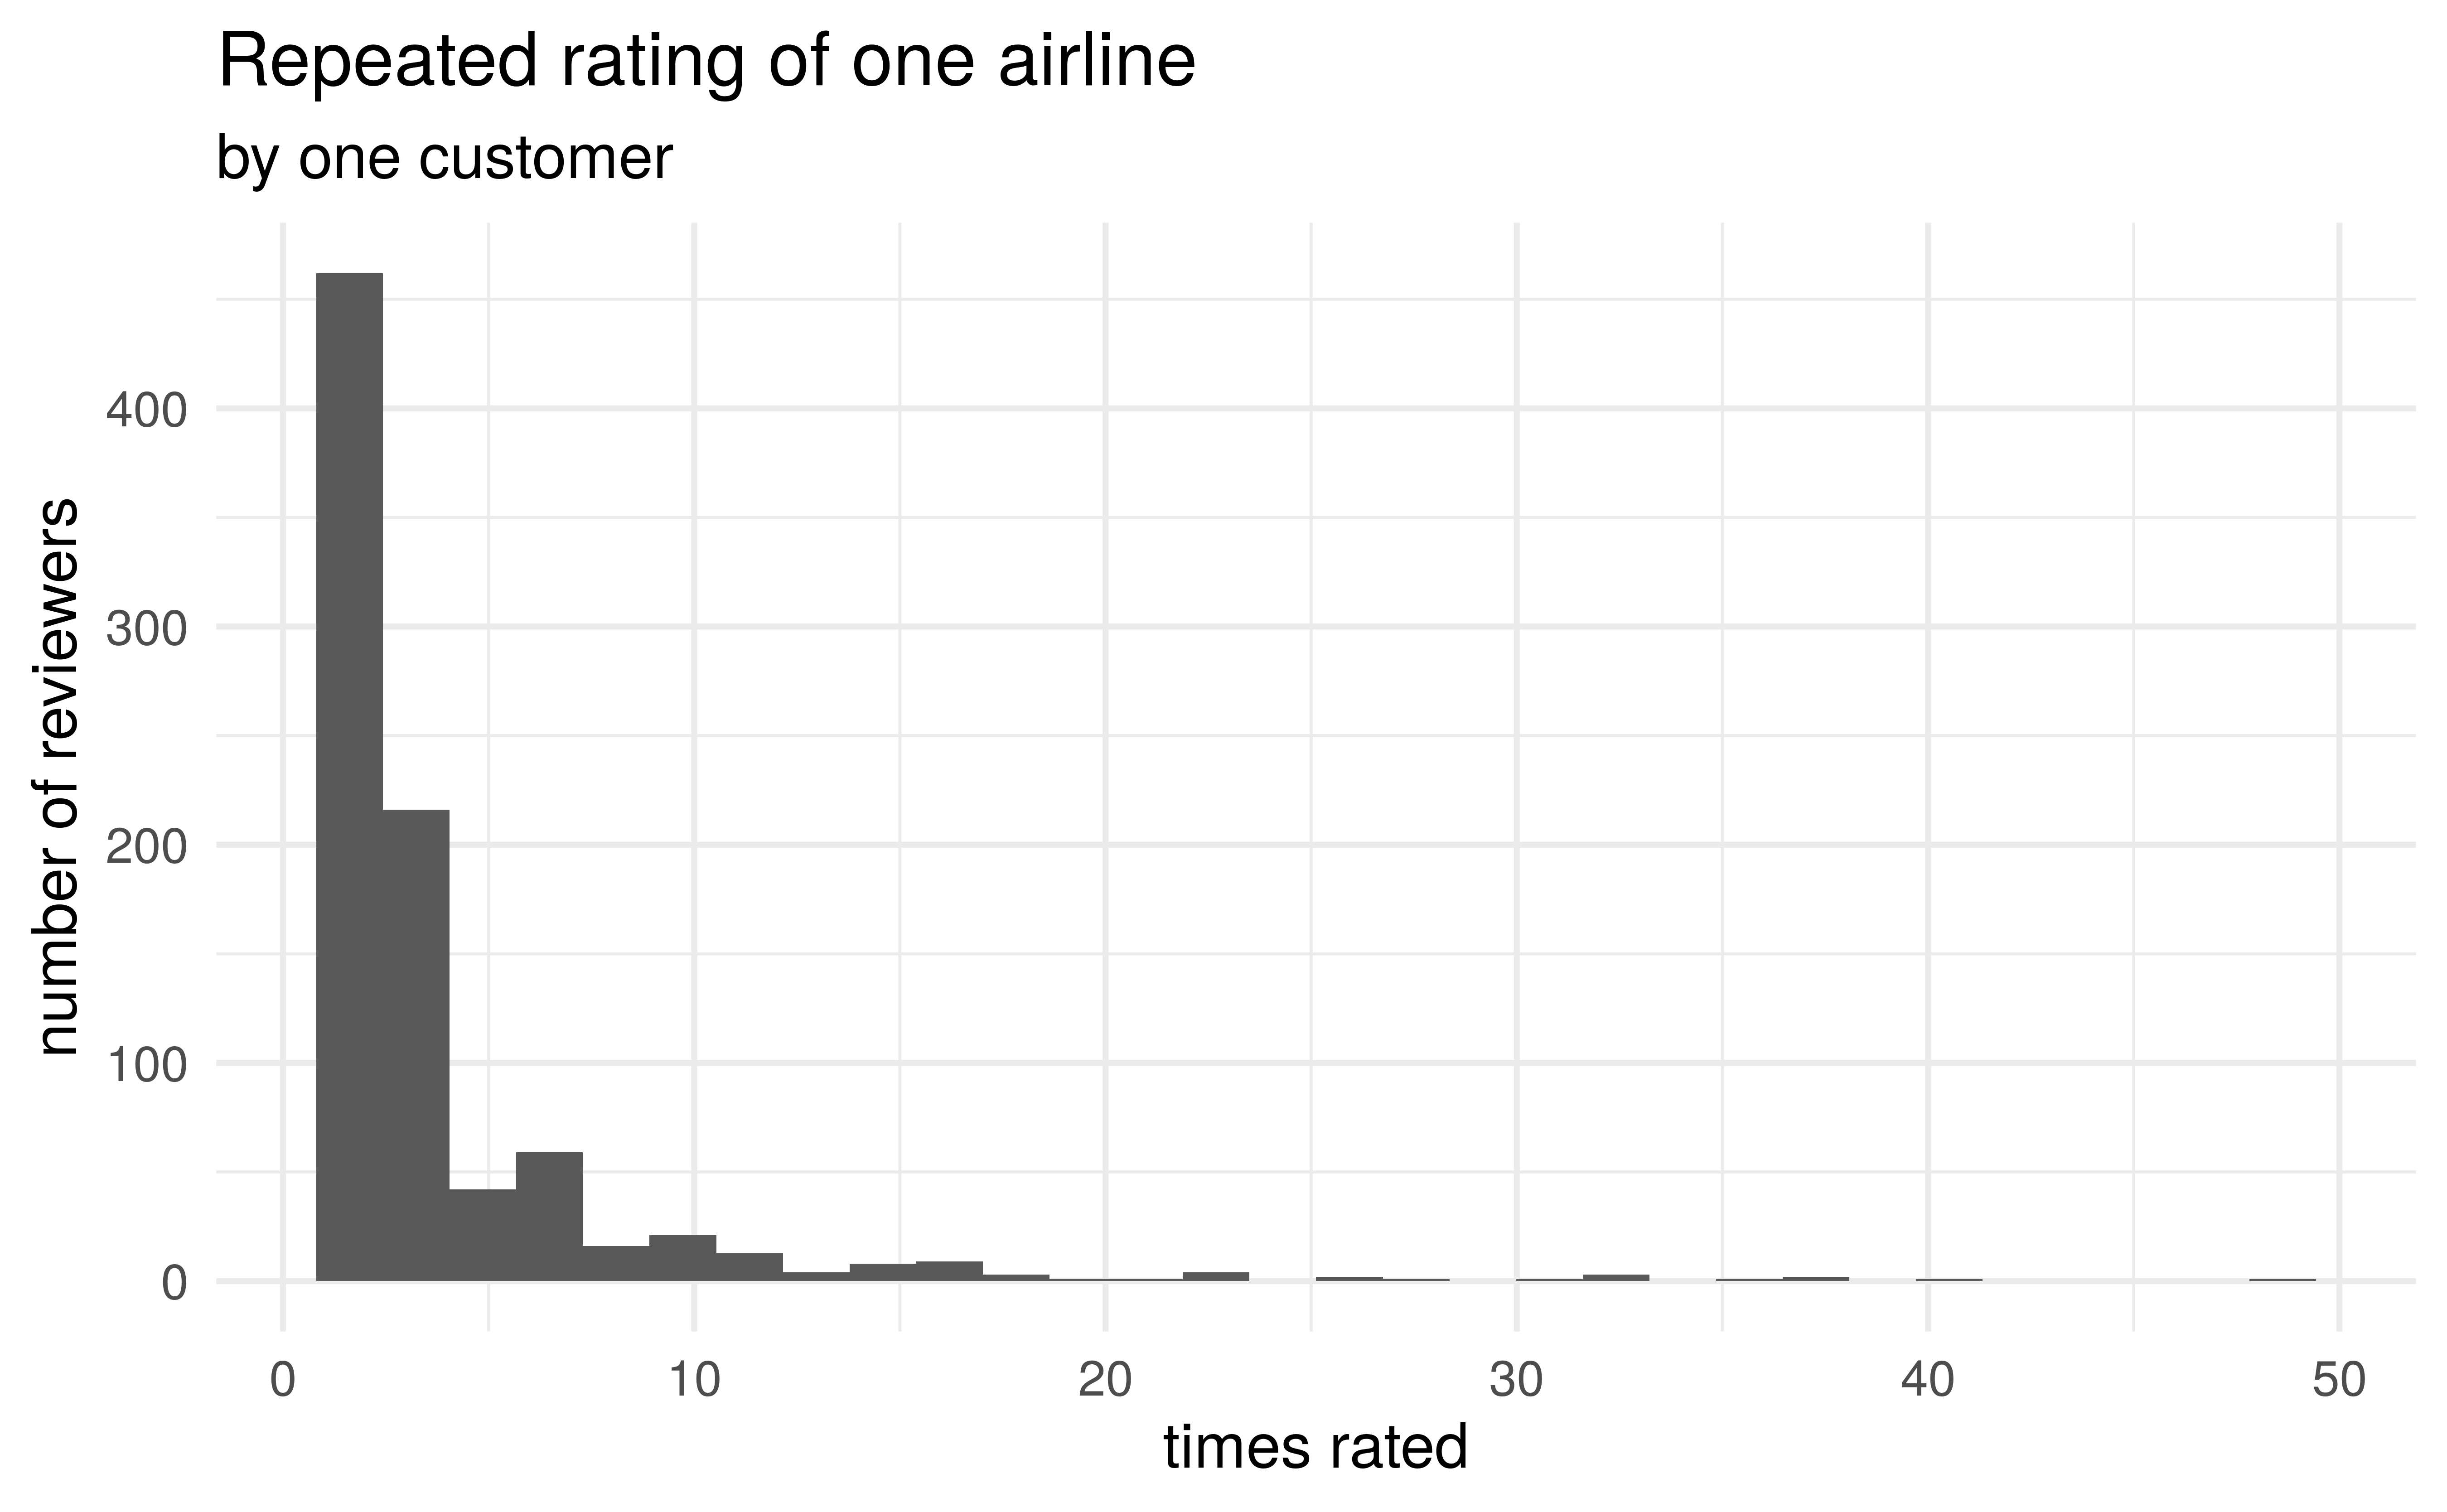 Repeated rating of one airline
by one customer
number of reviewers
400
300
200
100
0
0 10 20 30 40 50
times rated